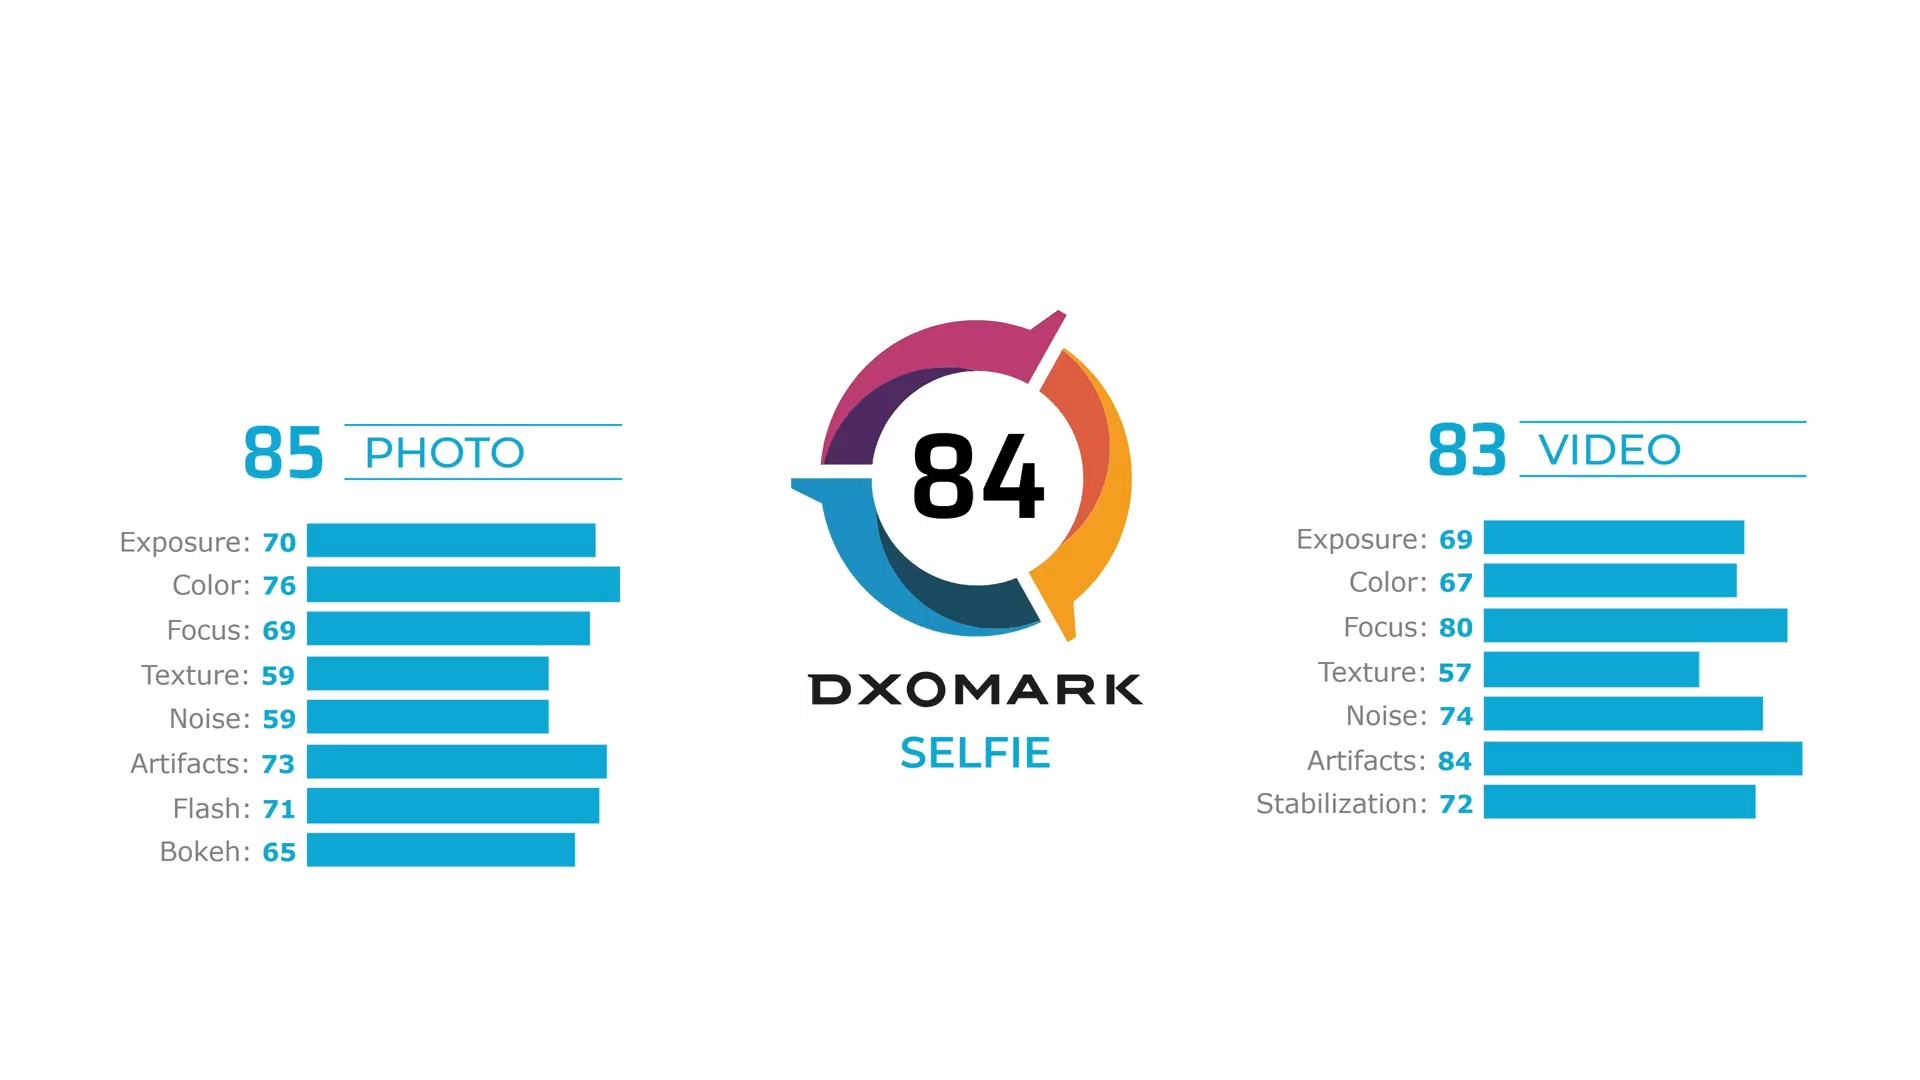 85 PHOTO
Exposure: 70
Color: 76
Focus: 69
Texture: 59
Noise: 59
Artifacts: 73
Flash: 71
Bokeh: 65
84
DXOMARK
SELFIE
83 VIDEO
Exposure: 69
Color: 67
Focus: 80
Texture: 57
Noise: 74
Artifacts: 84
Stabilization: 72